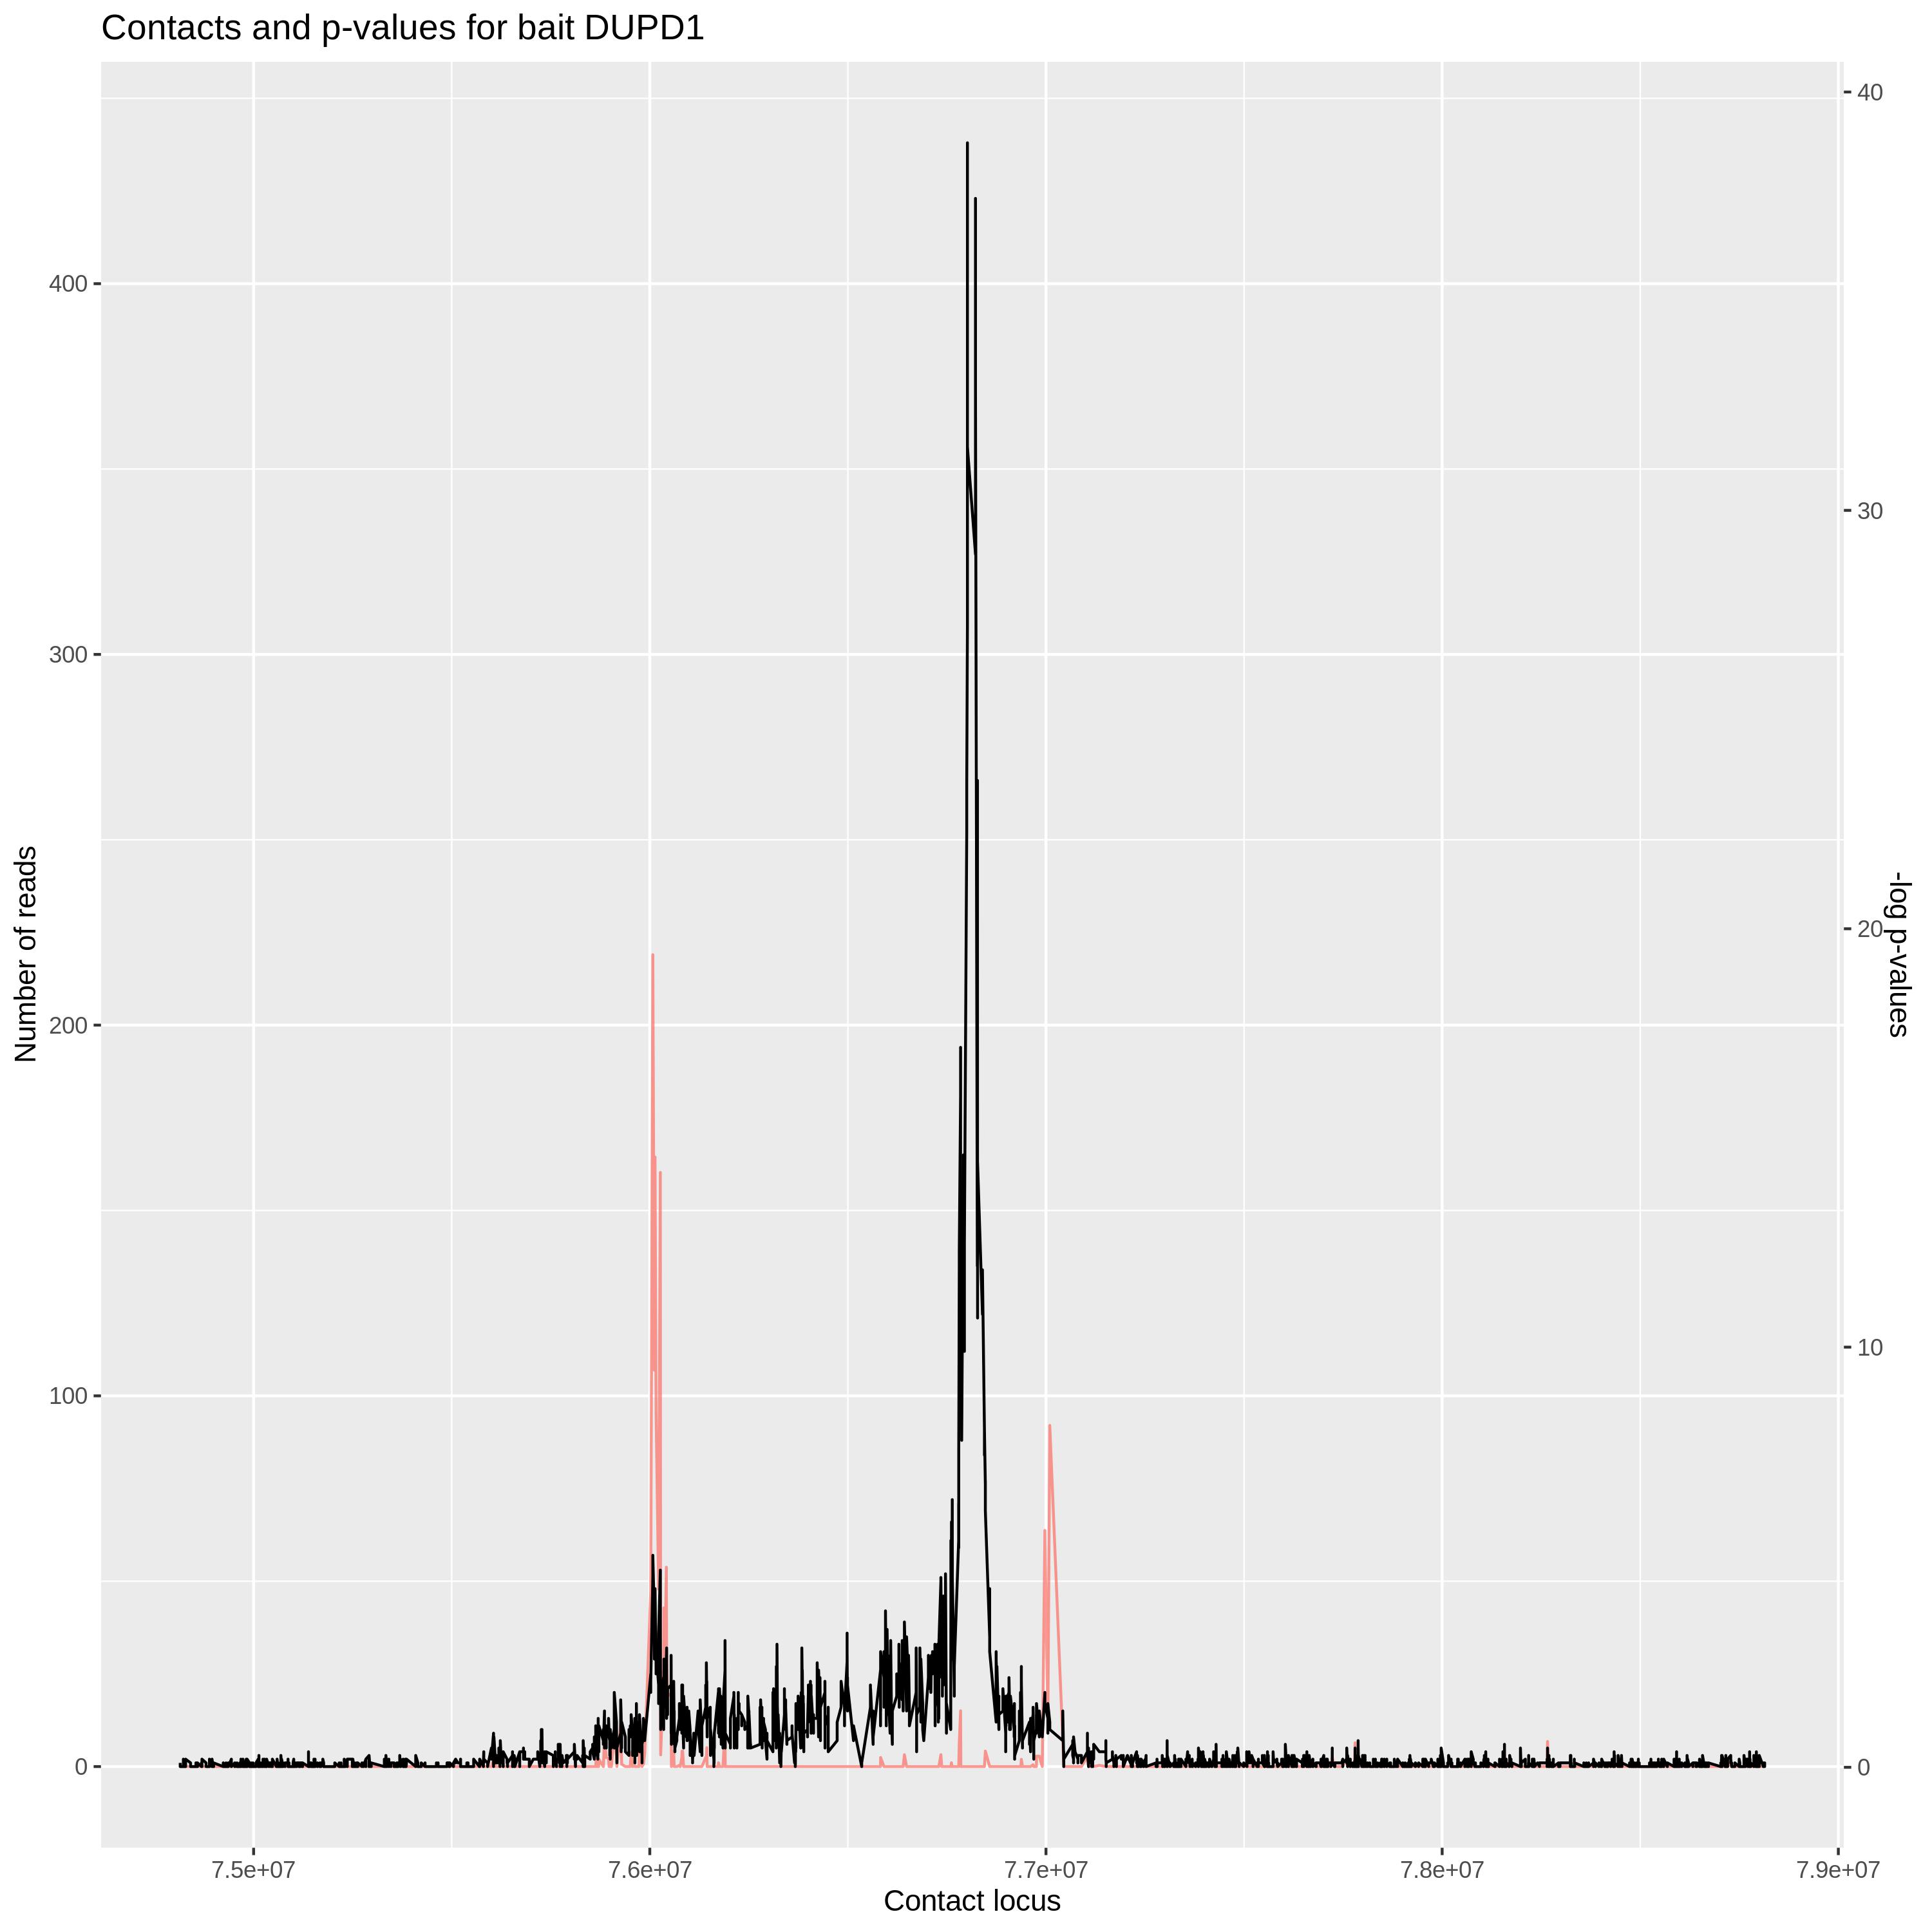 Contacts and p-values for bait DUPD1
400
300
200
100
0
Number of reads
40
30
20
10
0
-log p-values
7.5e+07 7.6e+07 7.7e+07 7.8e+07 7.9e+07
Contact locus